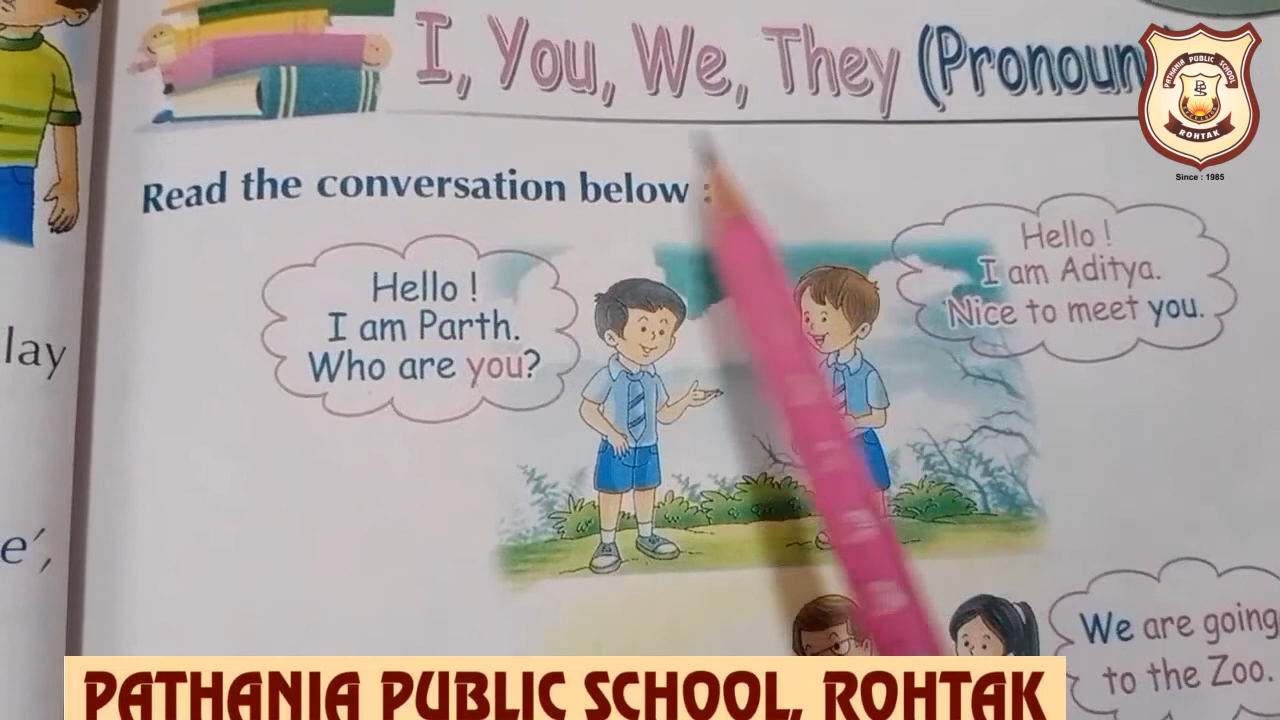 I, You, We, They (Pronoun
PATHANIA PUBLIC SCHOOL
ROHTAK
Since : 1985
Read the conversation below :
Hello !
I am Parth.
Who are you?
Hello !
I am Aditya.
Nice to meet you.
lay
e',
We are going
to the Zoo.
PATHANIA PUBLIC SCHOOL, ROHTAK